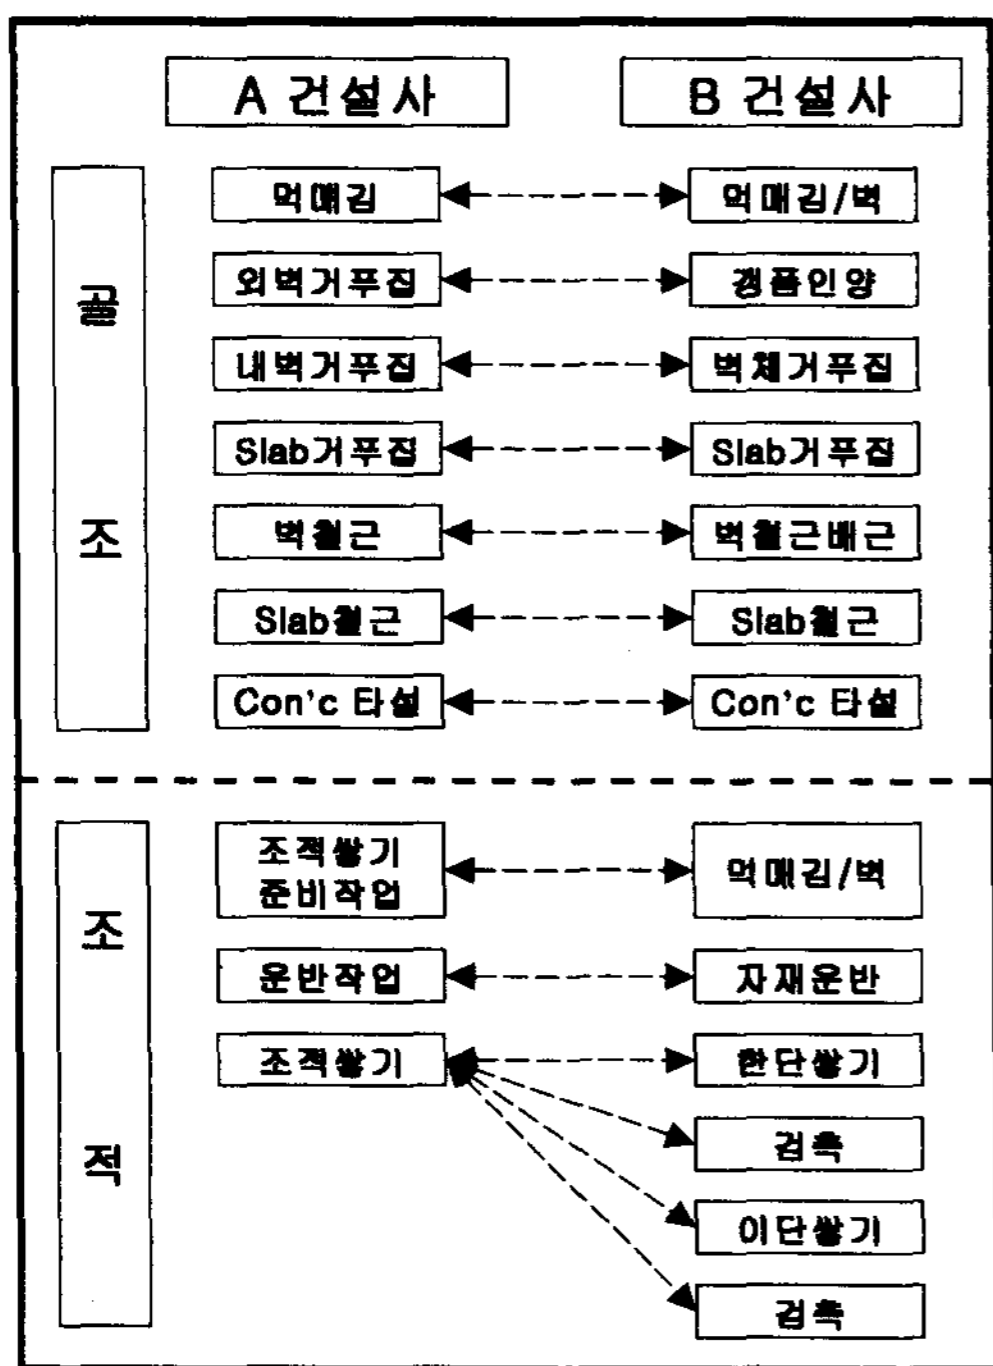 A 건설사 B 건설사
골조
먹매김 먹매김/벽
외벽거푸집 갱폼인양
내벽거푸집 벽체거푸집
Slab거푸집 Slab거푸집
벽철근 벽철근배근
Slab철근 Slab철근
Con'c 타설 Con'c 타설
조적
조적쌓기
준비작업 먹매김/벽
운반작업 자재운반
조적쌓기 한단쌓기
검측
이단쌓기
검측